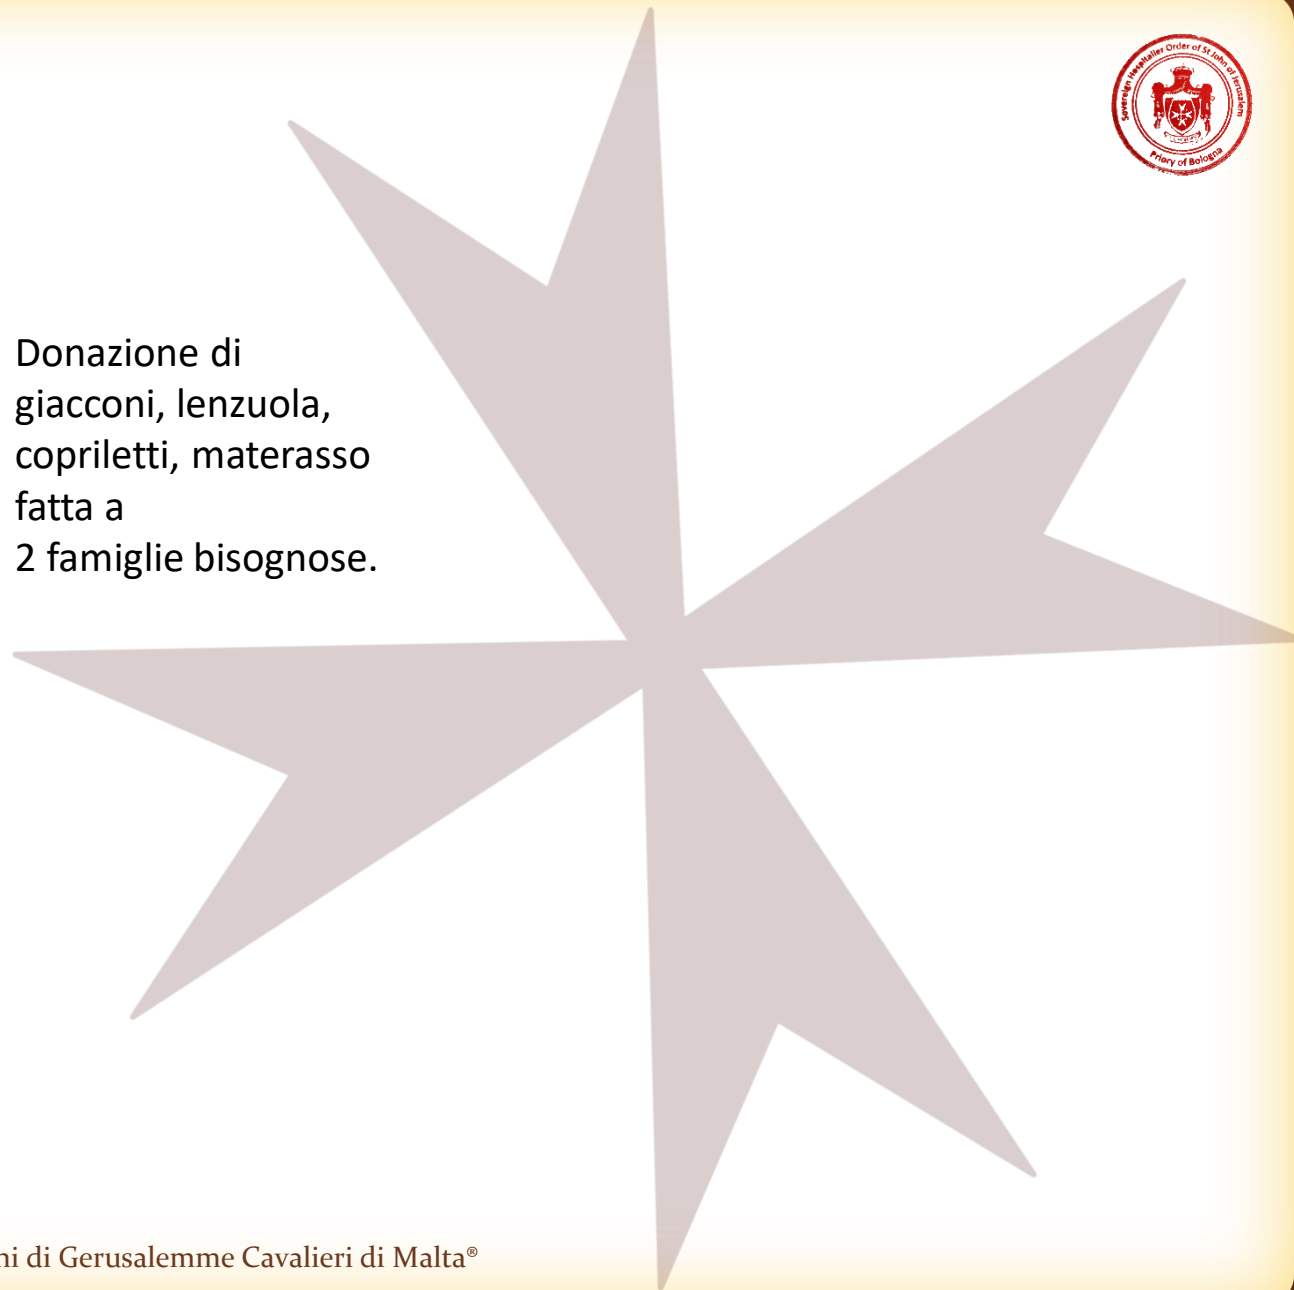 Sovereign Hospitalier Order of St John of Jerusalem
Priory of Bologna
Donazione di
giacconi, lenzuola,
copriletti, materasso
fatta a
2 famiglie bisognose.
ni di Gerusalemme Cavalieri di Malta®